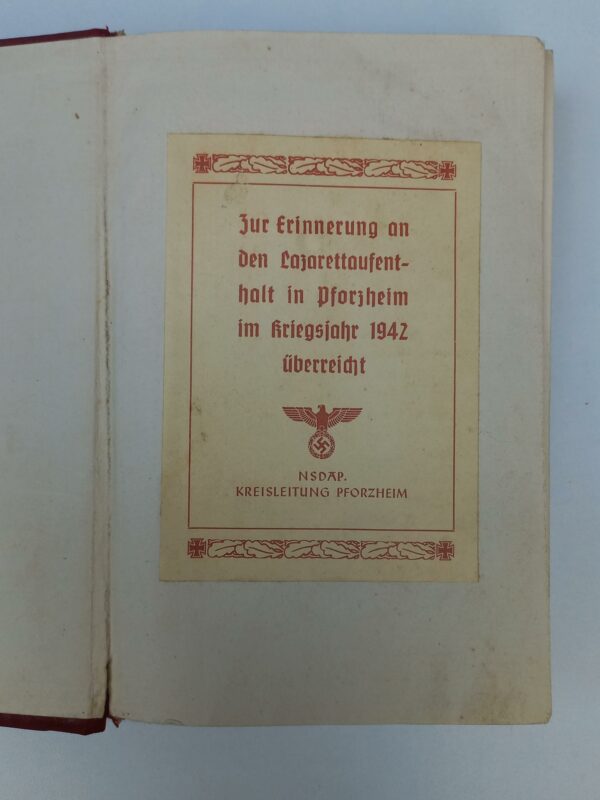 Zur Erinnerung an
den Lazarettaufent-
halt in Pforzheim
im Kriegsjahr 1942
überreicht
NSDAP.
KREISLEITUNG PFORZHEIM